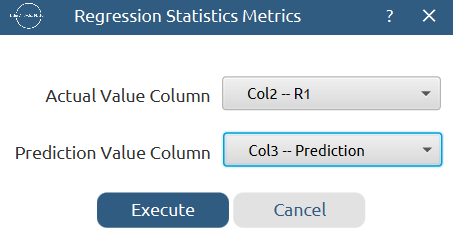 Regression Statistics Metrics ? ×
Actual Value Column Col2 -- R1
Prediction Value Column Col3 -- Prediction
Execute Cancel